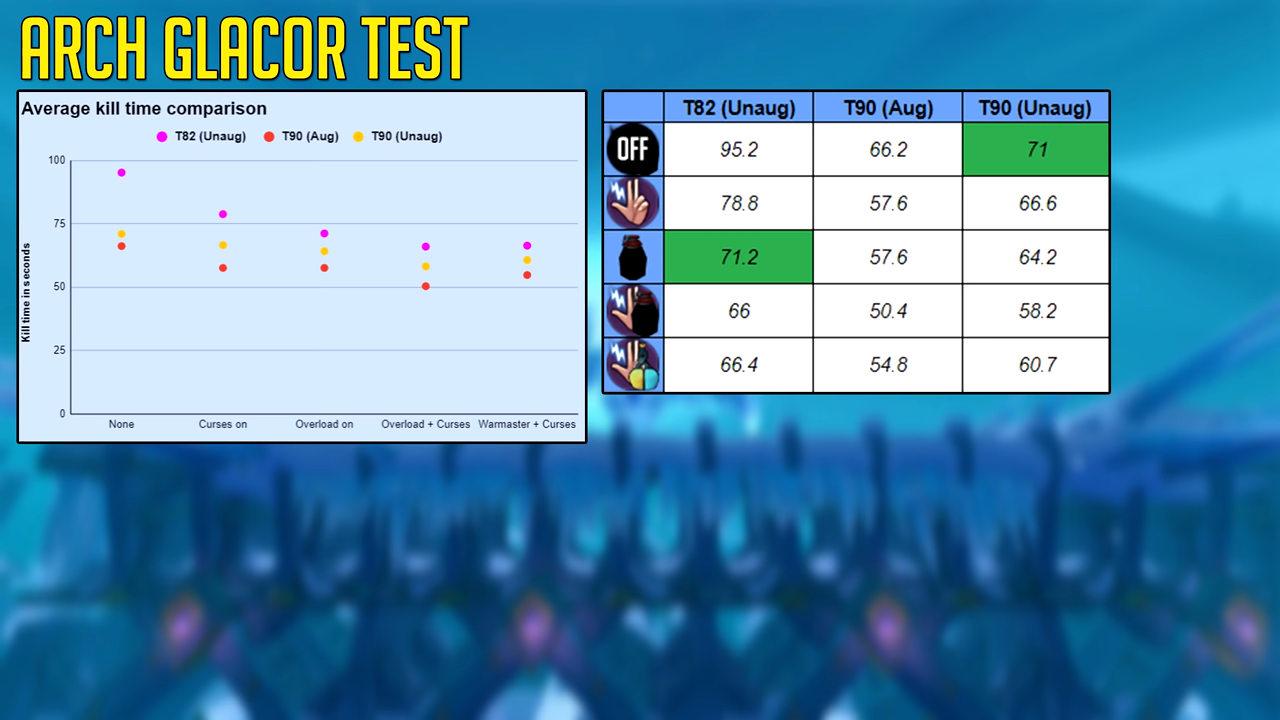 ARCH GLACOR TEST
Average kill time comparison
T82 (Unaug) T90 (Aug) T90 (Unaug)
Kill time in seconds
100
75
50
25
0
None Curses on Overload on Overload + Curses Warmaster + Curses
T82 (Unaug) T90 (Aug) T90 (Unaug)
OFF 95.2 66.2 71
78.8 57.6 66.6
71.2 57.6 64.2
66 50.4 58.2
66.4 54.8 60.7